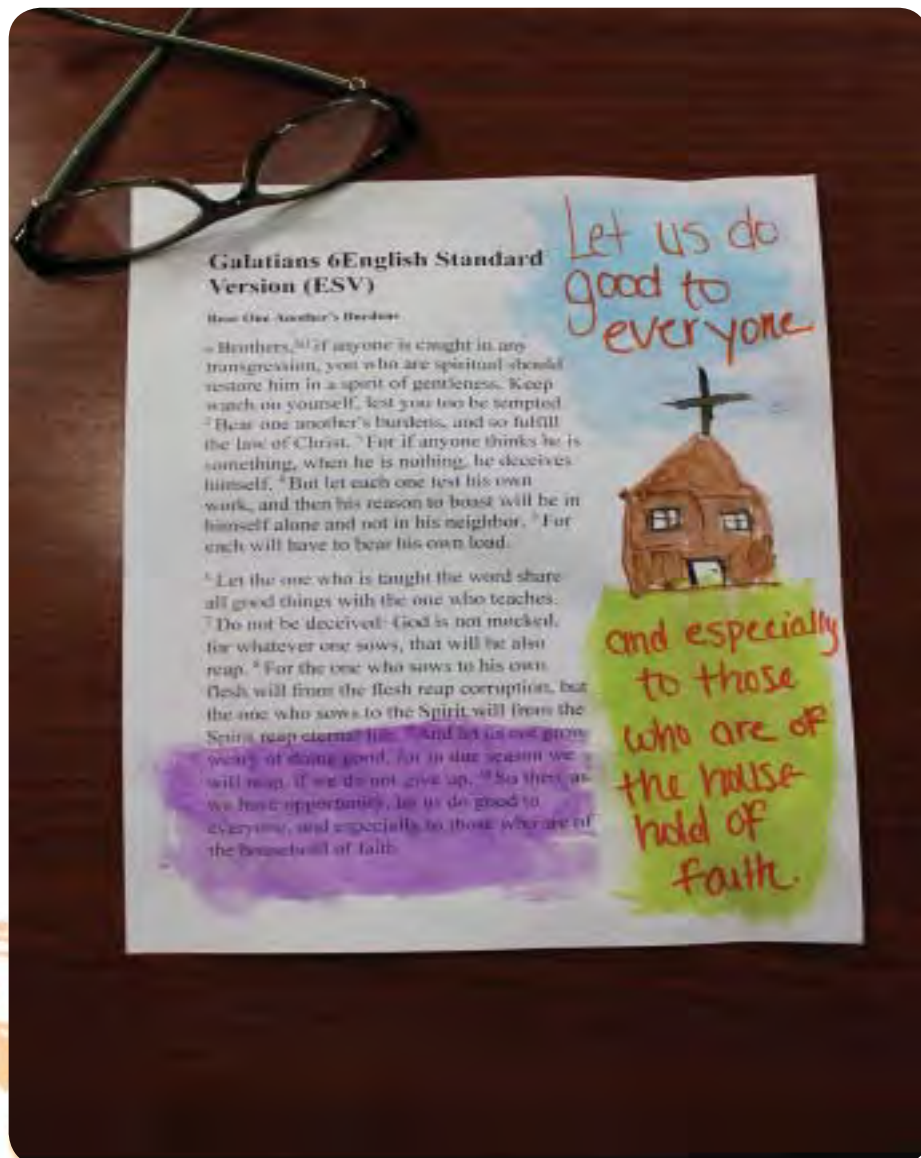 Galatians 6English Standard
Version (ESV)
Bear One Another's Burdens
Brothers, if anyone is caught in any
transgression, you who are spiritual should
restore him in a spirit of gentleness. Keep
watch on yourself, lest you too be tempted.
2 Bear one another's burdens, and so fulfill
the law of Christ. 3 For if anyone thinks he is
something, when he is nothing, he deceives
himself. 4 But let each one test his own
work, and then his reason to boast will be in
himself alone and not in his neighbor. 5 For
each will have to bear his own load.
6 Let the one who is taught the word share
all good things with the one who teaches.
7 Do not be deceived: God is not mocked,
for whatever one sows, that will he also
reap. 8 For the one who sows to his own
flesh will from the flesh reap corruption, but
the one who sows to the Spirit will from the
Spirit reap eternal life. 9 And let us not grow
weary of doing good, for in due season we
will reap, if we do not give up. 10 So then, as
we have opportunity, let us do good to
everyone, and especially to those who are of
the household of faith.
Let us do
good to
everyone
and especially
to those
who are of
the house-
hold of
faith.